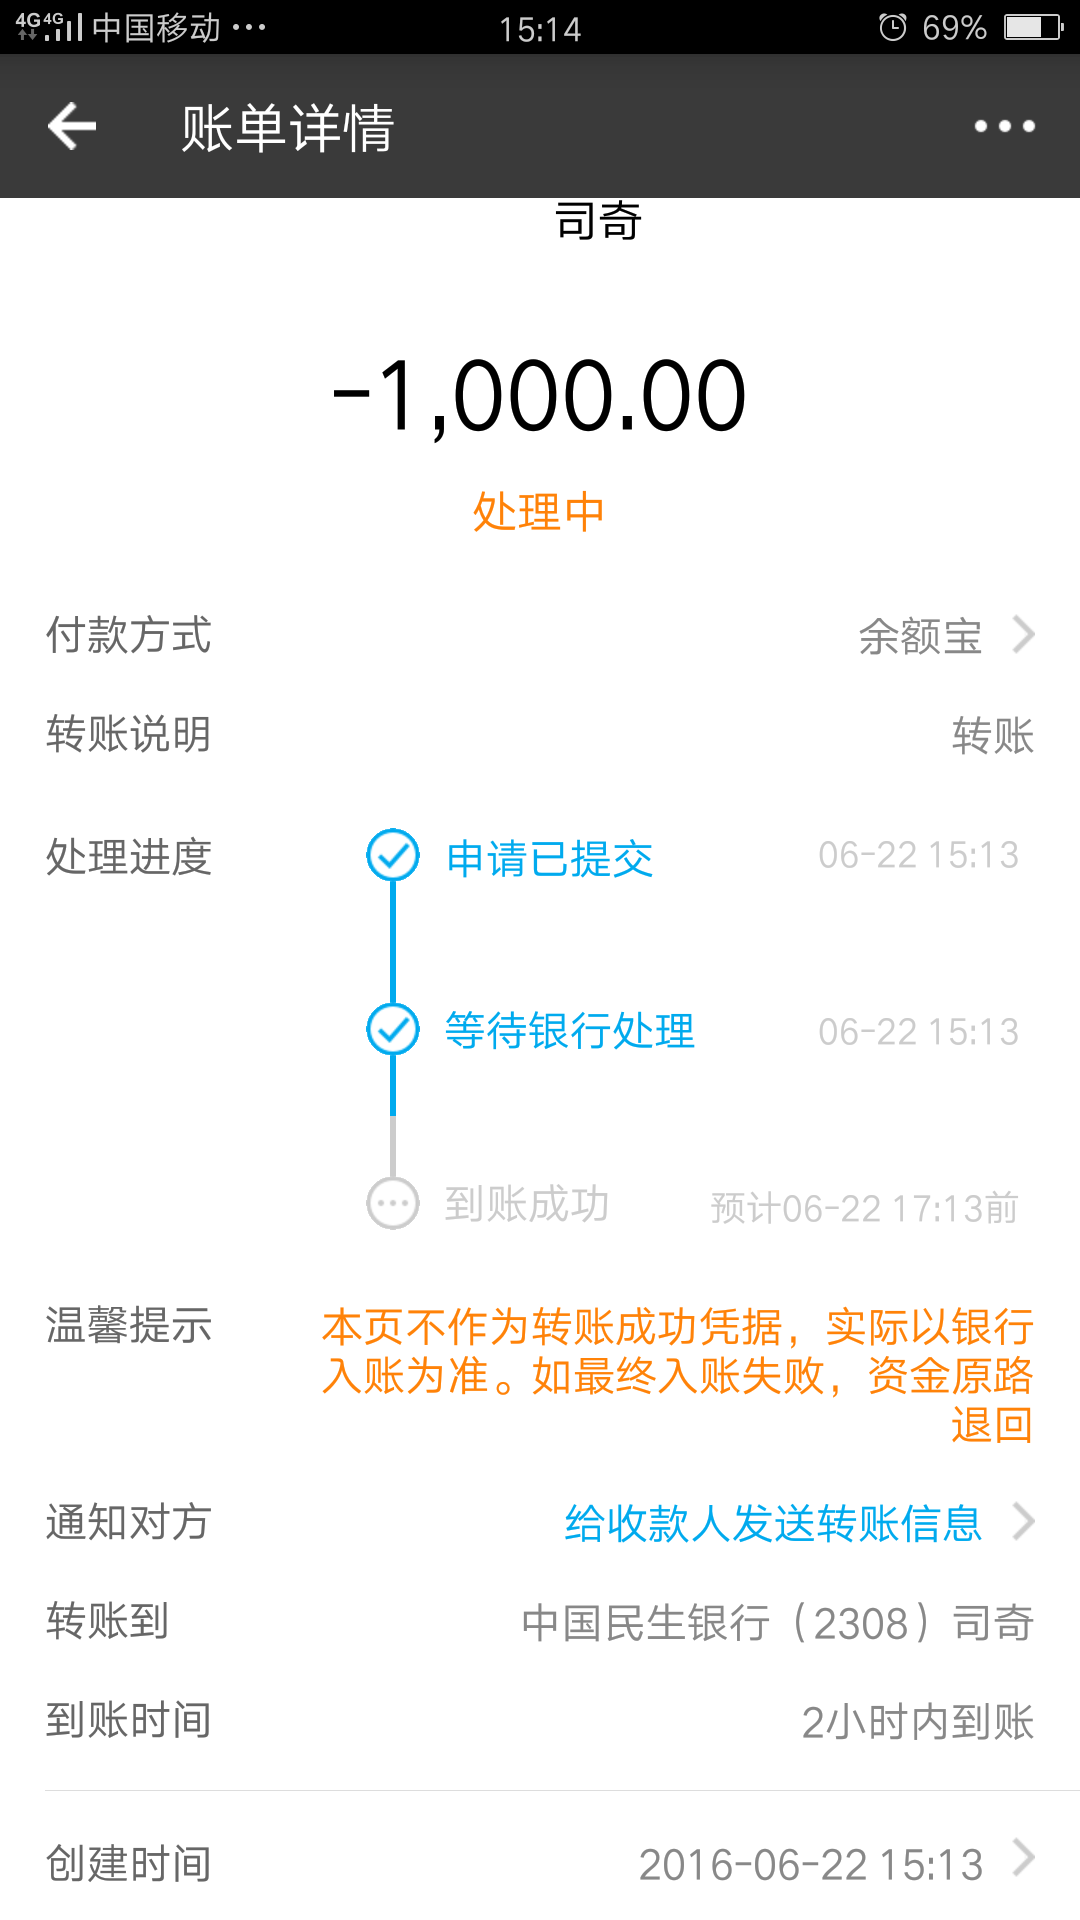 4G 4G 中国移动 ··· 15:14 69%
账单详情
司奇
-1,000.00
处理中
付款方式 余额宝
转账说明 转账
处理进度 申请已提交 06-22 15:13
等待银行处理 06-22 15:13
到账成功 预计06-22 17:13前
温馨提示 本页不作为转账成功凭据，实际以银行
入账为准。如最终入账失败，资金原路
退回
通知对方 给收款人发送转账信息
转账到 中国民生银行（2308）司奇
到账时间 2小时内到账
创建时间 2016-06-22 15:13